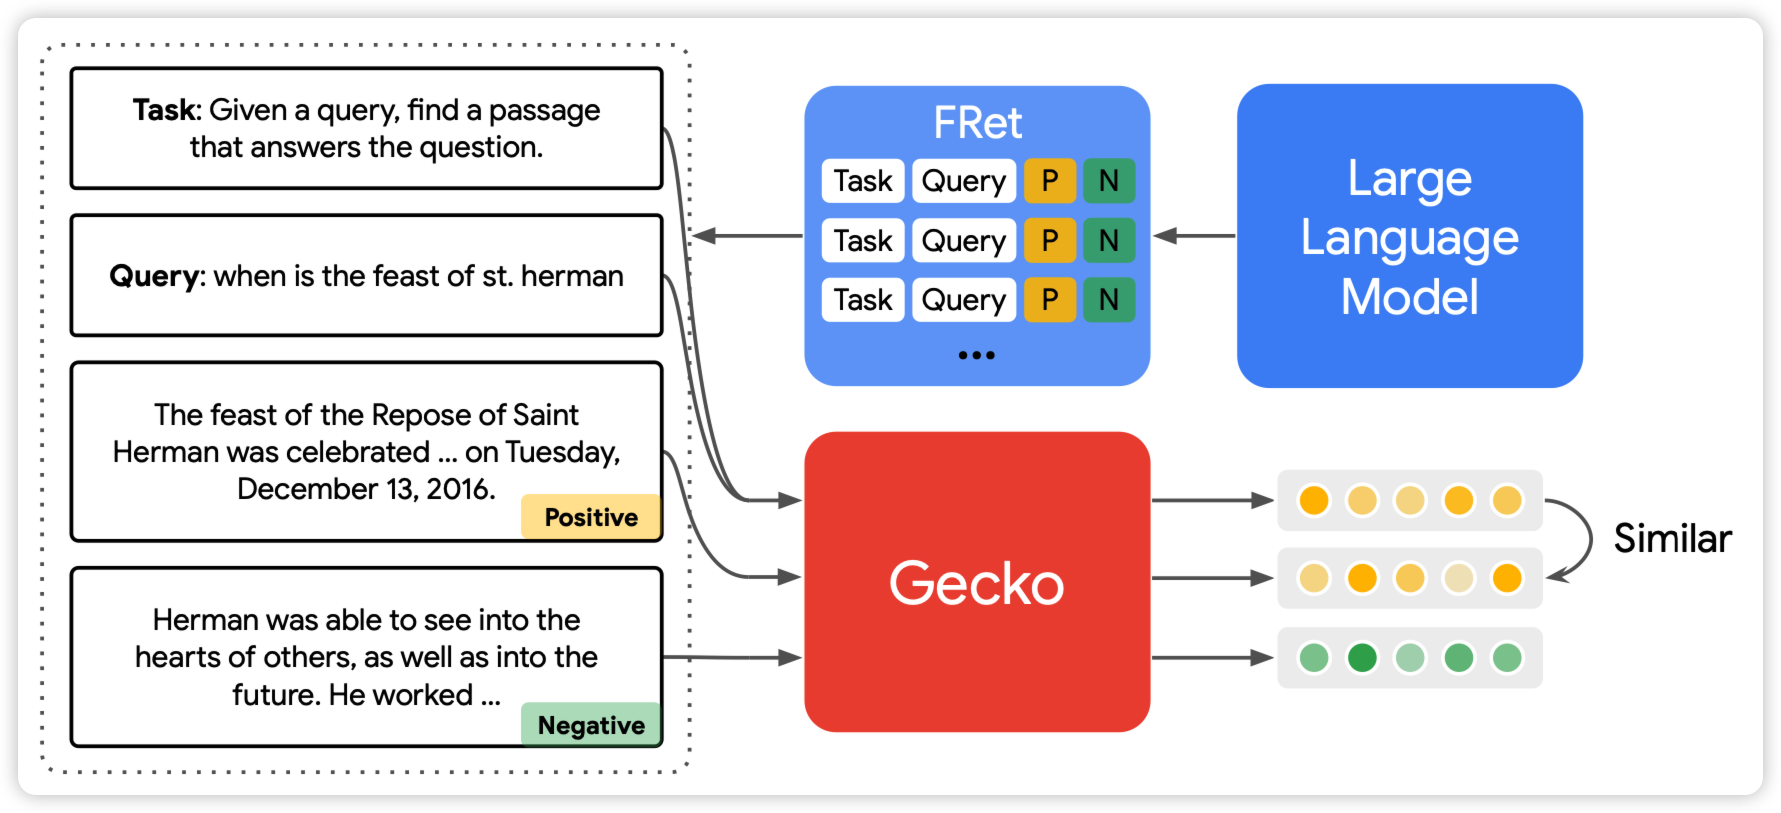 Task: Given a query, find a passage
that answers the question.
Query: when is the feast of st. herman
The feast of the Repose of Saint
Herman was celebrated ... on Tuesday,
December 13, 2016.
Positive
Herman was able to see into the
hearts of others, as well as into the
future. He worked ...
Negative
FRet
Task Query P N
Task Query P N
Task Query P N
...
Large
Language
Model
Gecko
Similar